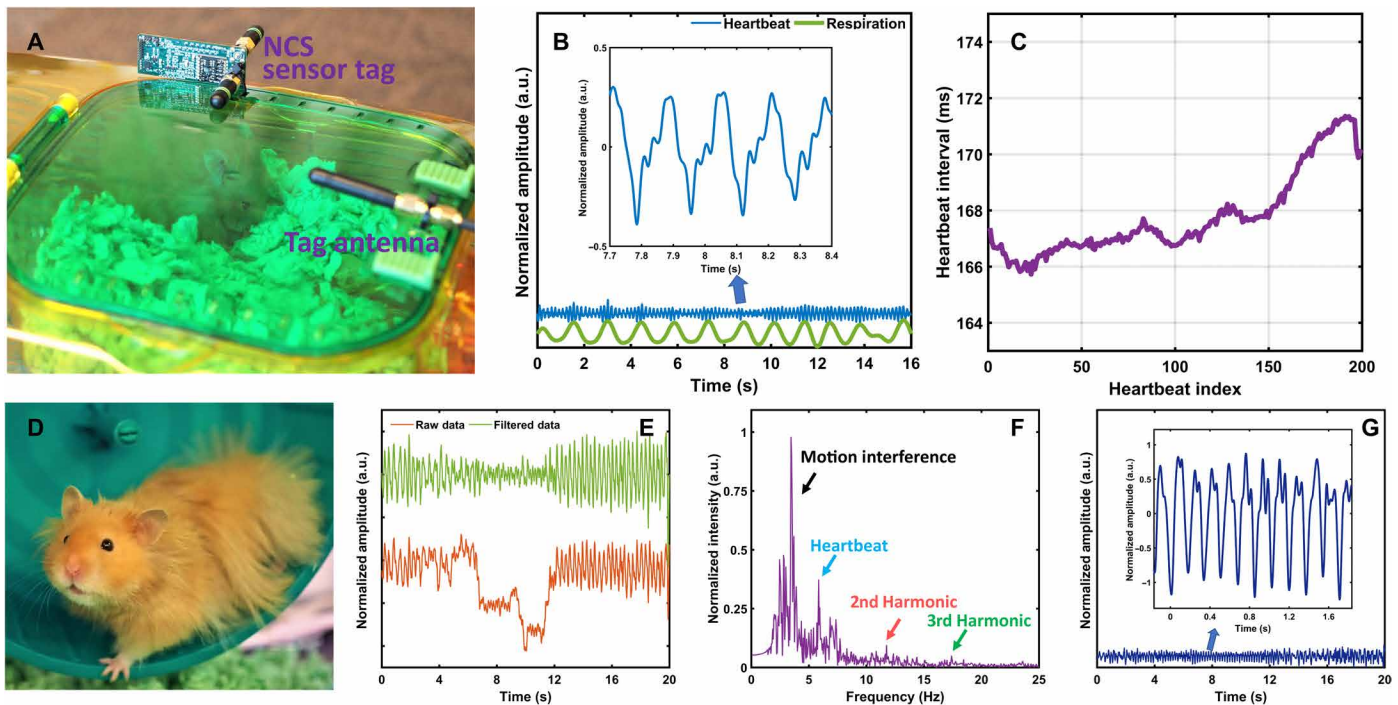 A
NCS
sensor tag
Tag antenna
B
Heartbeat Respiration
Normalized amplitude (a.u.)
0.5
0
−0.5
Normalized amplitude (a.u.)
7.7 7.8 7.9 8 8.1 8.2 8.3 8.4
Time (s)
0 2 4 6 8 10 12 14 16
Time (s)
C
Heartbeat interval (ms)
174
172
170
168
166
164
0 50 100 150 200
Heartbeat index
D
E
Raw data Filtered data
Normalized amplitude (a.u.)
0 4 8 12 16 20
Time (s)
F
Normalized intensity (a.u.)
1
0.75
0.5
0.25
0
Motion interference
Heartbeat
2nd Harmonic
3rd Harmonic
0 5 10 15 20 25
Frequency (Hz)
G
Normalized amplitude (a.u.)
Normalized amplitude (a.u.)
1
0.5
0
−0.5
−1
0 0.4 0.8 1.2 1.6
Time (s)
0 4 8 12 16 20
Time (s)